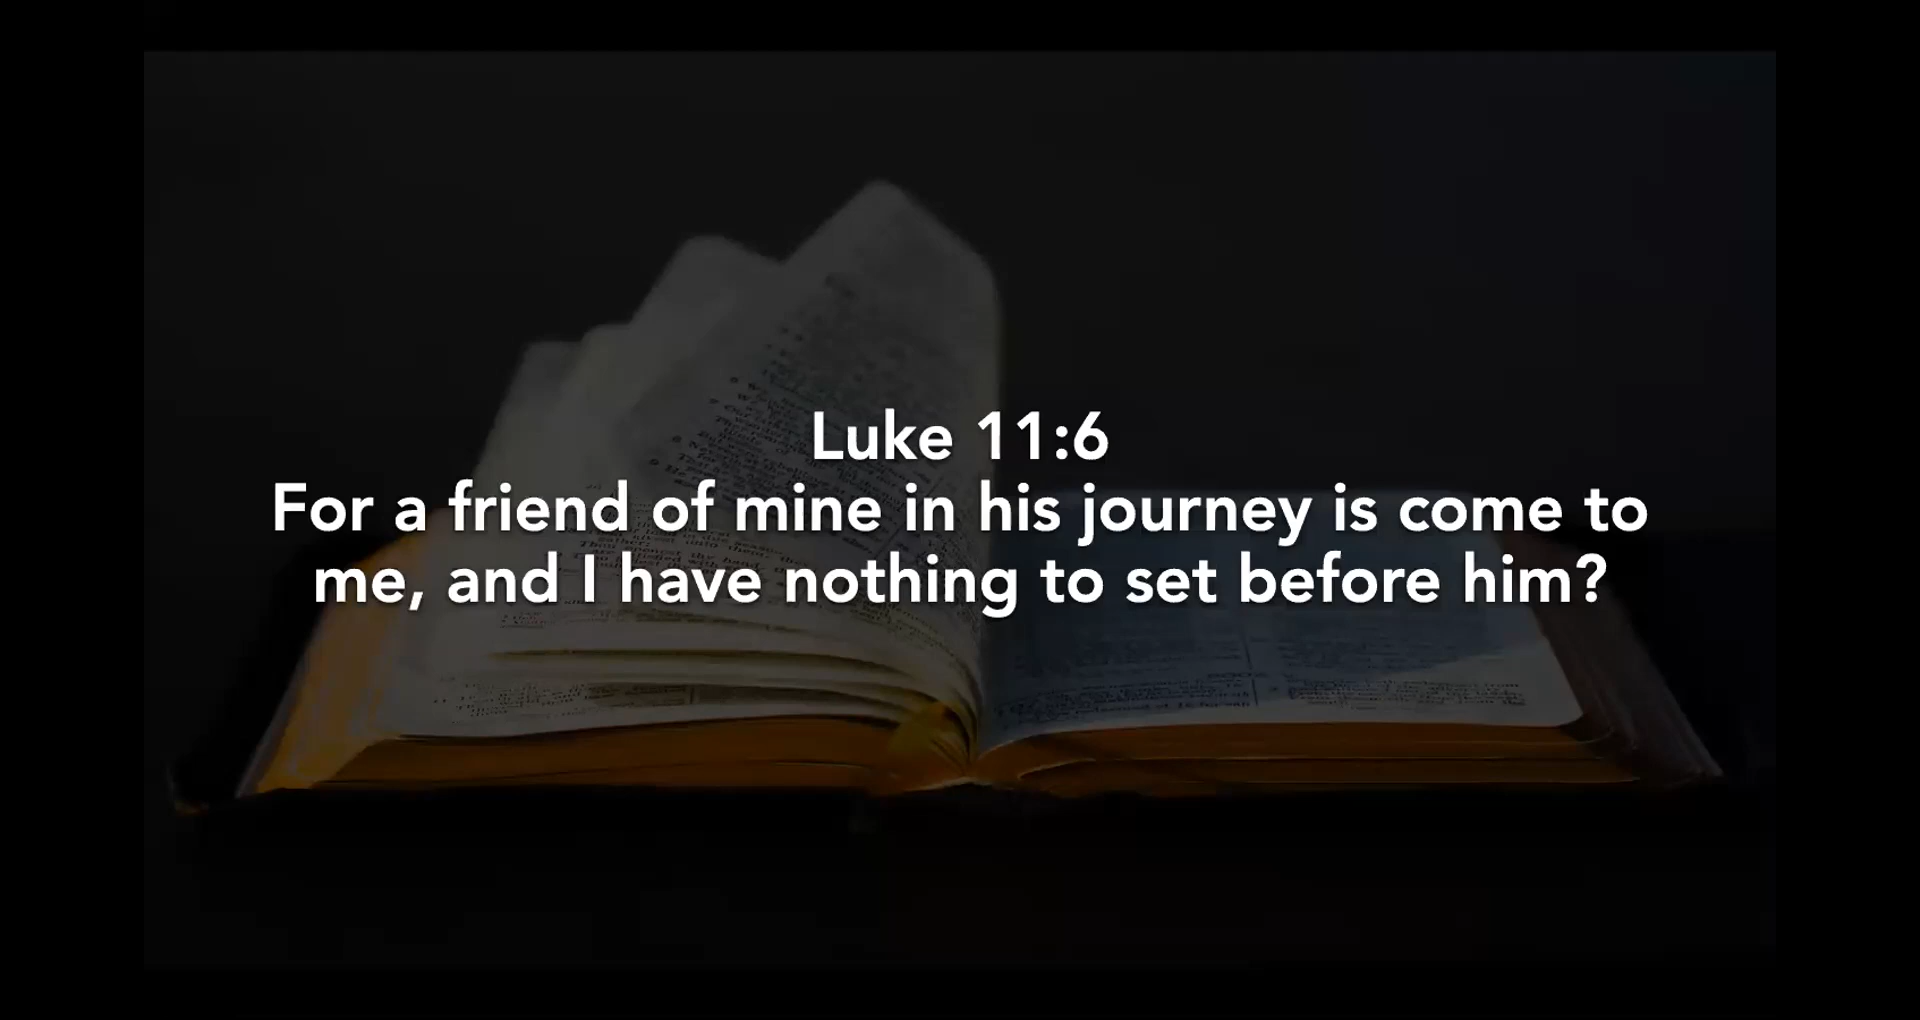 Luke 11:6
For a friend of mine in his journey is come to
me, and I have nothing to set before him?